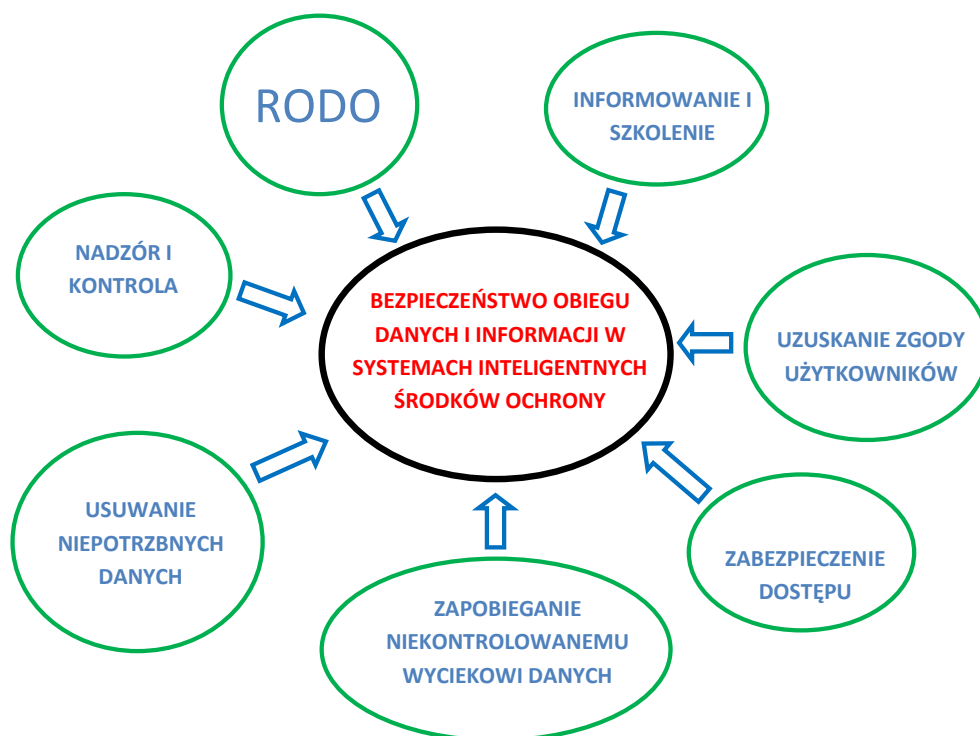 RODO
INFORMOWANIE I
SZKOLENIE
NADZÓR I
KONTROLA
BEZPIECZEŃSTWO OBIEGU
DANYCH I INFORMACJI W
SYSTEMACH INTELIGENTNYCH
ŚRODKÓW OCHRONY
UZUSKANIE ZGODY
UŻYTKOWNIKÓW
USUWANIE
NIEPOTRZBNYCH
DANYCH
ZABEZPIECZENIE
DOSTĘPU
ZAPOBIEGANIE
NIEKONTROLOWANEMU
WYCIEKOWI DANYCH